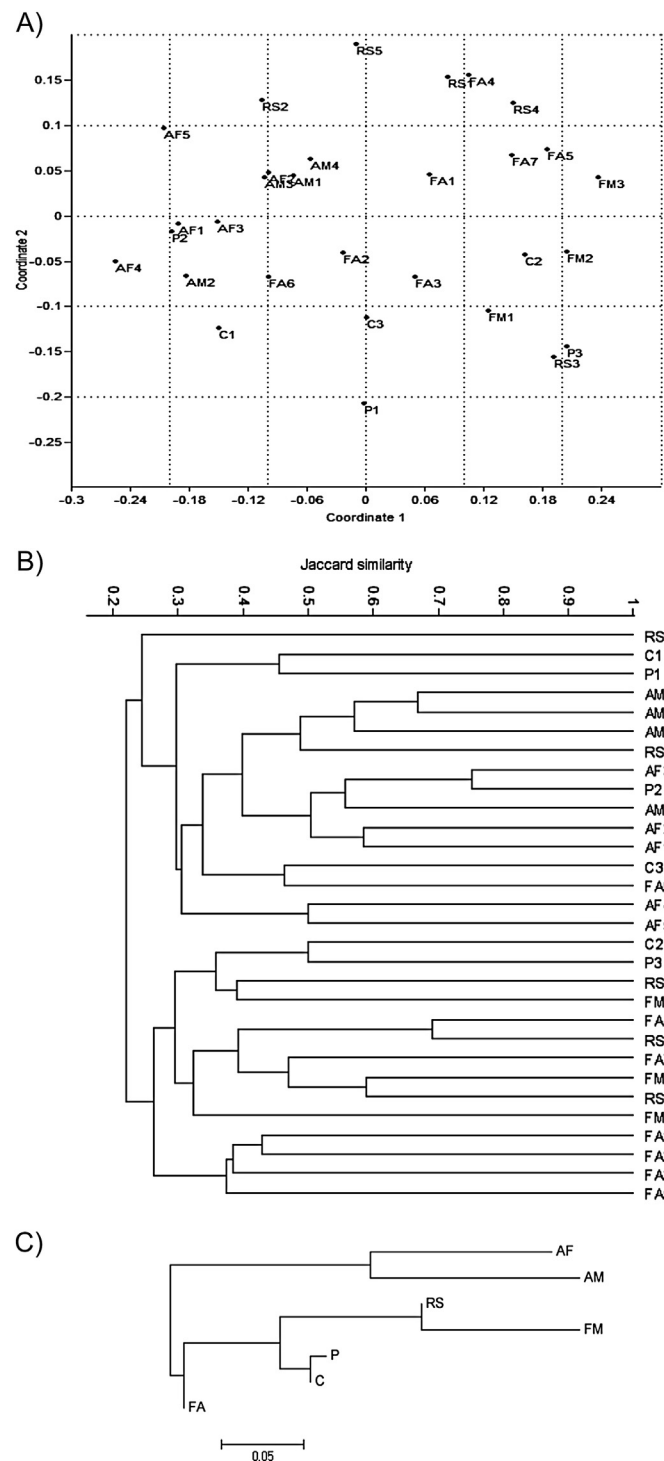 A)
0.15
0.1
0.05
0
−0.05
−0.1
−0.15
−0.2
−0.25
Coordinate 2
RS5
RS1
FA4
RS2
RS4
AF5
AM4
FA7
FA5
AF2
AM3
AM1
FA1
FM3
AF1
AF3
P2
FA2
C2
FM2
AF4
AM2
FA6
FA3
C1
C3
FM1
P3
RS3
P1
−0.3 −0.24 −0.18 −0.12 −0.06 0 0.06 0.12 0.18 0.24
Coordinate 1
B)
Jaccard similarity
0.2 0.3 0.4 0.5 0.6 0.7 0.8 0.9 1
RS
C1
P1
AM
AM
AM
RS
AF
P2
AM
AF
AF
C3
FA
AF
AF
C2
P3
RS
FM
FA
RS
FA
FM
RS
FM
FA
FA
FA
FA
C)
AF
AM
RS
FM
P
C
FA
0.05